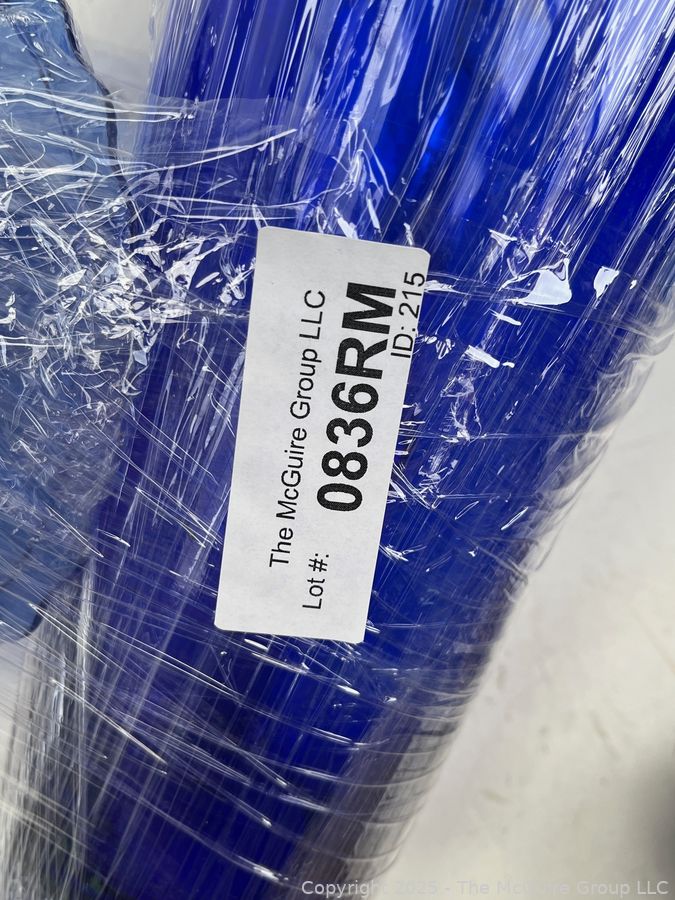 The McGuire Group LLC
Lot #: 0836RM
ID: 215
Copyright 2025 - The McGuire Group LLC